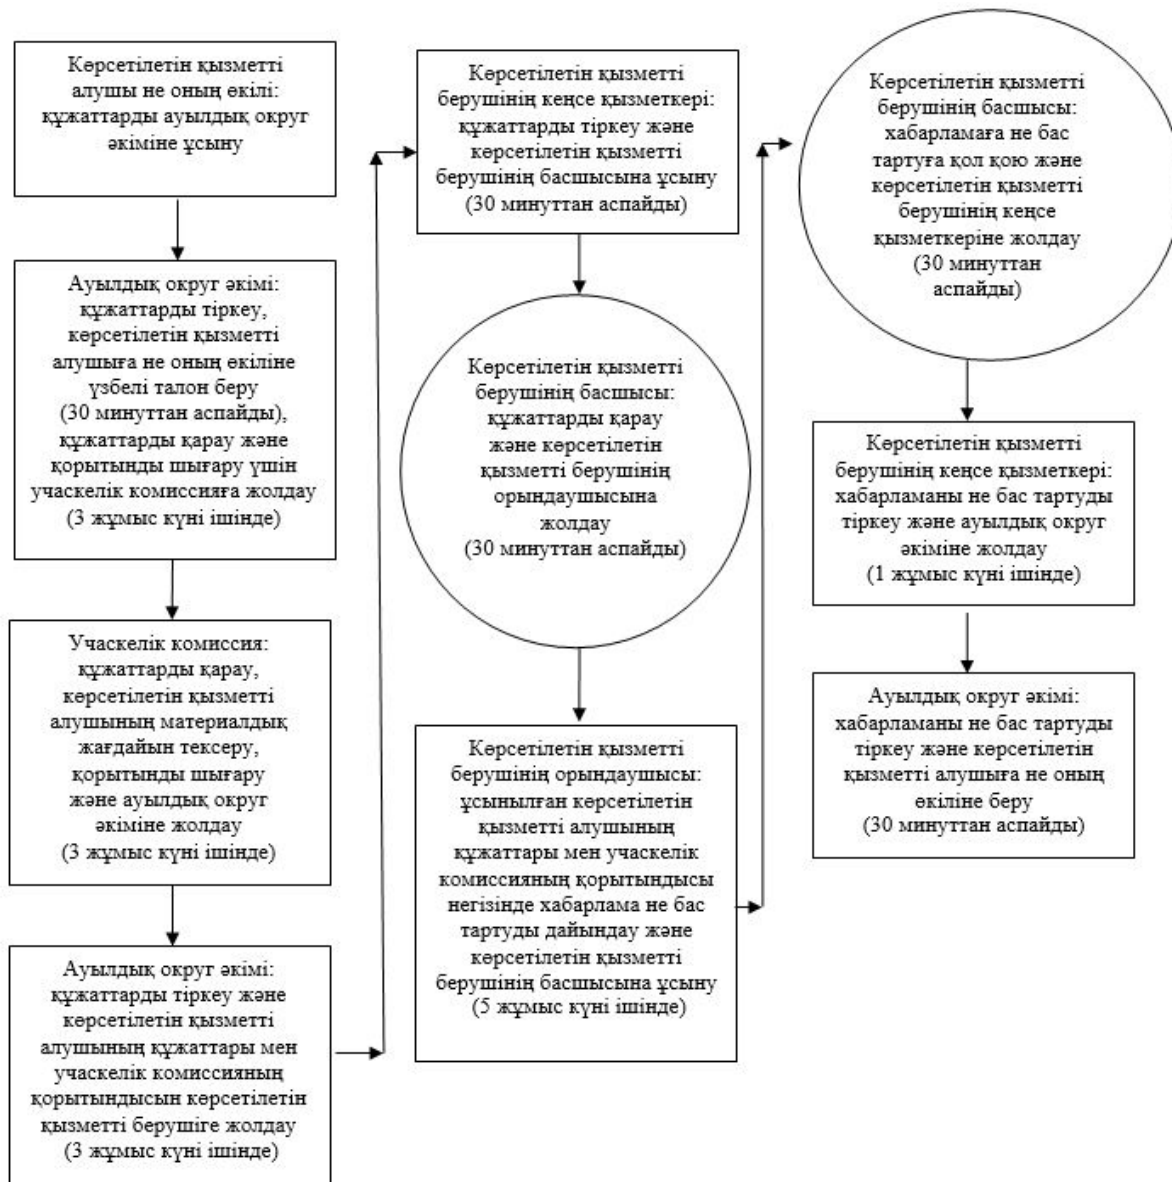 Көрсетілетін қызметті
алушы не оның өкілі:
құжаттарды ауылдық округ
әкіміне ұсыну
Ауылдық округ әкімі:
құжаттарды тіркеу,
көрсетілетін қызметті
алушыға не оның өкіліне
үзбелі талон беру
(30 минуттан аспайды),
құжаттарды қарау және
қорытынды шығару үшін
учаскелік комиссияға жолдау
(3 жұмыс күні ішінде)
Учаскелік комиссия:
құжаттарды қарау,
көрсетілетін қызметті
алушының материалдық
жағдайын тексеру,
қорытынды шығару
және ауылдық округ
әкіміне жолдау
(3 жұмыс күні ішінде)
Ауылдық округ әкімі:
құжаттарды тіркеу және
көрсетілетін қызметті
алушының құжаттары мен
учаскелік комиссияның
қорытындысын көрсетілетін
қызметті берушіге жолдау
(3 жұмыс күні ішінде)
Көрсетілетін қызметті
берушінің кеңсе қызметкері:
құжаттарды тіркеу және
көрсетілетін қызметті
берушінің басшысына ұсыну
(30 минуттан аспайды)
Көрсетілетін қызметті
берушінің басшысы:
құжаттарды қарау
және көрсетілетін
қызметті берушінің
орындаушысына
жолдау
(30 минуттан аспайды)
Көрсетілетін қызметті
берушінің орындаушысы:
ұсынылған көрсетілетін
қызметті алушының
құжаттары мен учаскелік
комиссияның қорытындысы
негізінде хабарлама не бас
тартуды дайындау және
көрсетілетін қызметті
берушінің басшысына ұсыну
(5 жұмыс күні ішінде)
Көрсетілетін қызметті
берушінің басшысы:
хабарламаға не бас
тартуға қол қою және
көрсетілетін қызметті
берушінің кеңсе
қызметкеріне жолдау
(30 минуттан
аспайды)
Көрсетілетін қызметті
берушінің кеңсе қызметкері:
хабарламаны не бас тартуды
тіркеу және ауылдық округ
әкіміне жолдау
(1 жұмыс күні ішінде)
Ауылдық округ әкімі:
хабарламаны не бас тартуды
тіркеу және көрсетілетін
қызметті алушыға не оның
өкіліне беру
(30 минуттан аспайды)